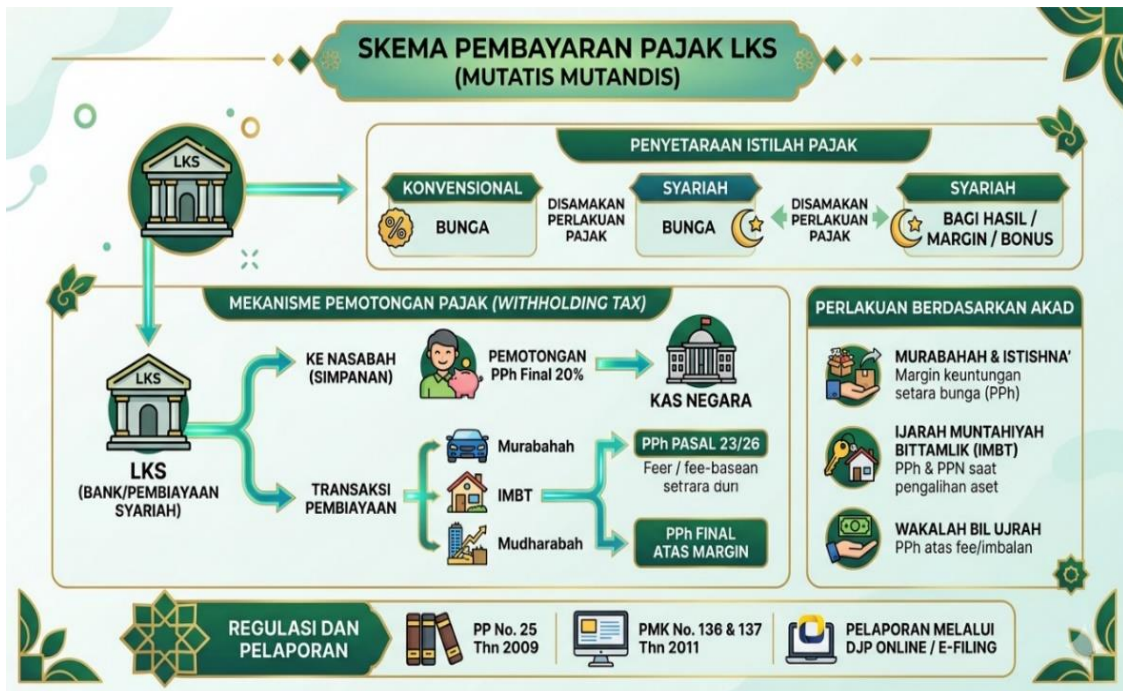 SKEMA PEMBAYARAN PAJAK LKS
(MUTATIS MUTANDIS)
LKS
PENYETARAAN ISTILAH PAJAK
KONVENSIONAL
%
BUNGA
DISAMAKAN
PERLAKUAN
PAJAK
SYARIAH
BUNGA
DISAMAKAN
PERLAKUAN
PAJAK
SYARIAH
BAGI HASIL /
MARGIN / BONUS
MEKANISME PEMOTONGAN PAJAK (WITHHOLDING TAX)
LKS
LKS
(BANK/PEMBIAYAAN
SYARIAH)
KE NASABAH
(SIMPANAN)
PEMOTONGAN
PPh Final 20%
KAS NEGARA
TRANSAKSI
PEMBIAYAAN
Murabahah
IMBT
Mudharabah
PPh PASAL 23/26
Feer / fee-basean
setrara dun
PPh FINAL
ATAS MARGIN
PERLAKUAN BERDASARKAN AKAD
MURABAHAH & ISTISHNA'
Margin keuntungan
setara bunga (PPh)
IJARAH MUNTAHIYAH
BITTAMLIK (IMBT)
PPh & PPN saat
pengalihan aset
WAKALAH BIL UJRAH
PPh atas fee/imbalan
REGULASI DAN
PELAPORAN
PP No. 25
Thn 2009
PMK No. 136 & 137
Thn 2011
PELAPORAN MELALUI
DJP ONLINE / E-FILING